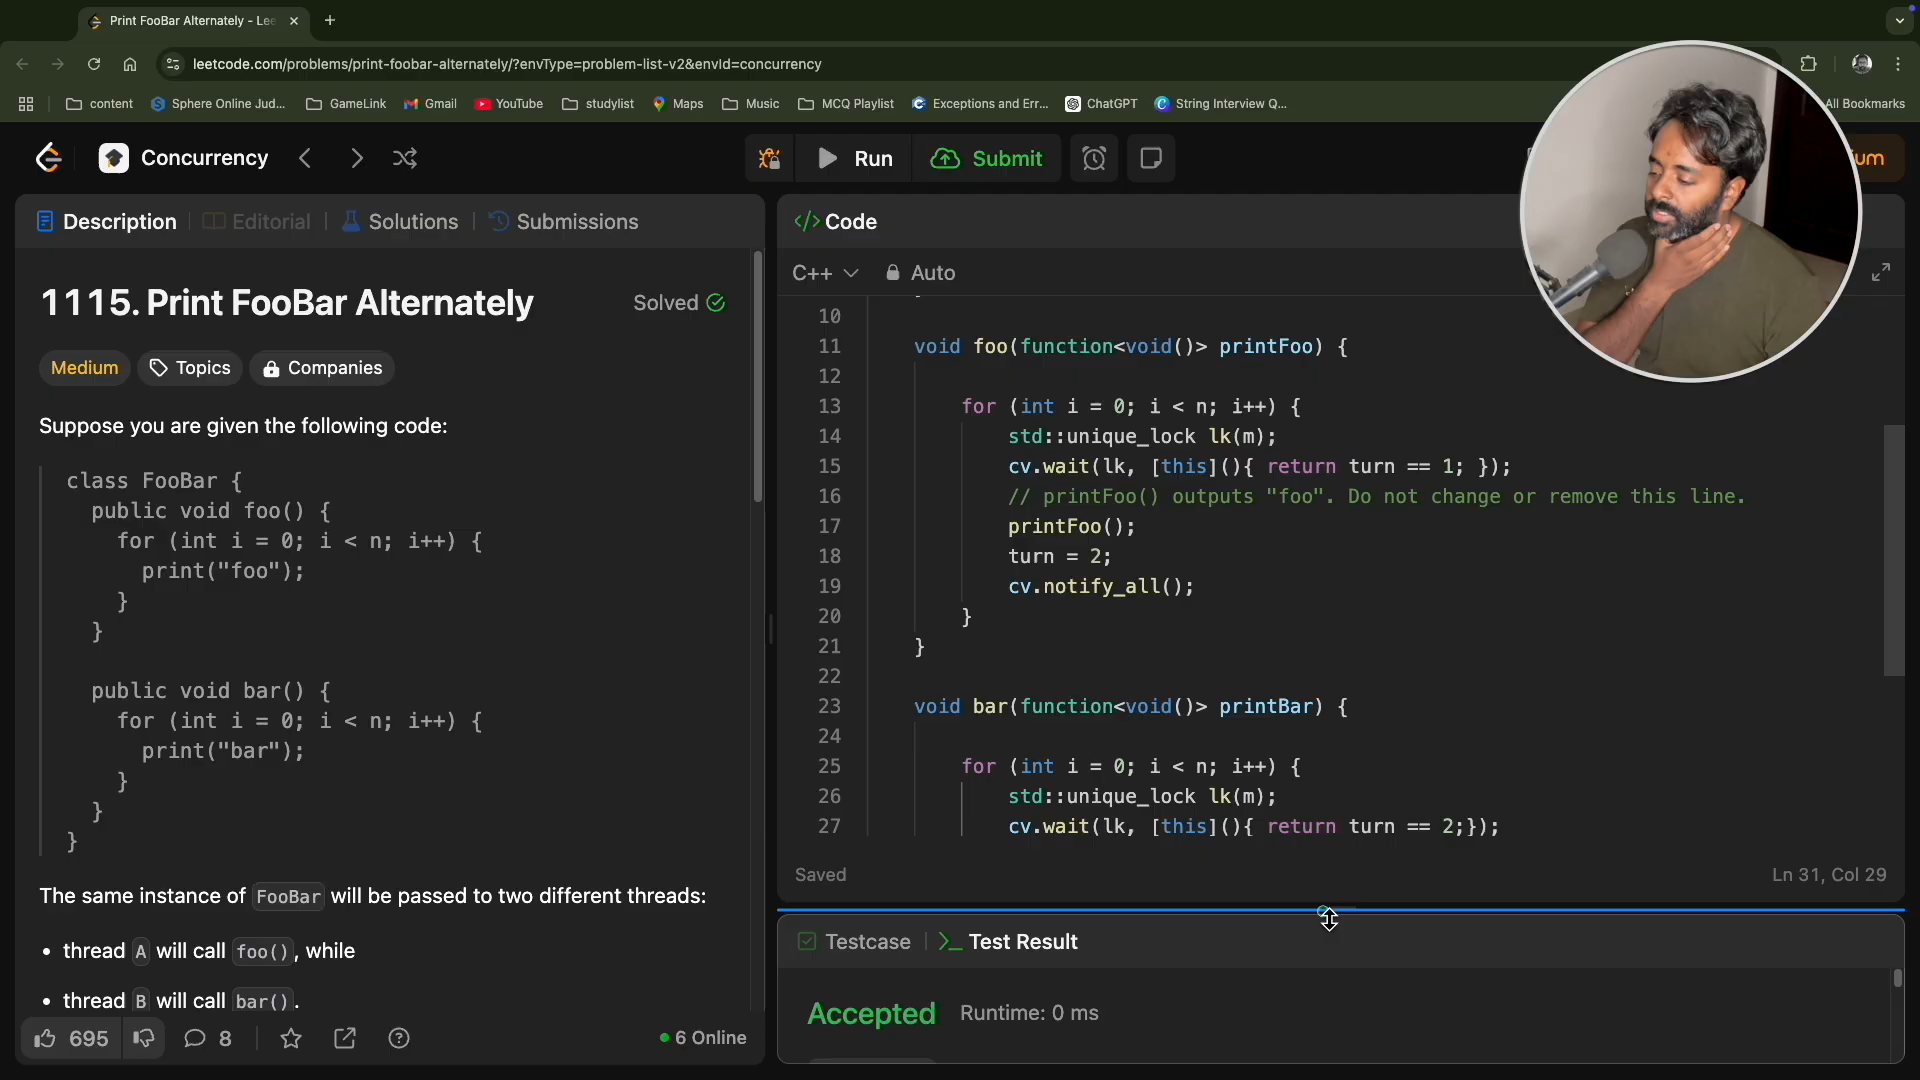 Print FooBar Alternately - Lee
leetcode.com/problems/print-foobar-alternately/?envType=problem-list-v2&envId=concurrency
content
Sphere Online Jud...
GameLink
Gmail
YouTube
studylist
Maps
Music
MCQ Playlist
Exceptions and Err...
ChatGPT
String Interview Q...
All Bookmarks
Concurrency
Run
Submit
Description
Editorial
Solutions
Submissions
</> Code
C++
Auto
1115. Print FooBar Alternately
Solved
Medium
Topics
Companies
Suppose you are given the following code:
class FooBar {
public void foo() {
for (int i = 0; i < n; i++) {
print("foo");
}
}
public void bar() {
for (int i = 0; i < n; i++) {
print("bar");
}
}
}
The same instance of FooBar will be passed to two different threads:
• thread A will call foo(), while
• thread B will call bar().
695
8
6 Online
10
11 void foo(function<void()> printFoo) {
12
13 for (int i = 0; i < n; i++) {
14 std::unique_lock lk(m);
15 cv.wait(lk, [this](){ return turn == 1; });
16 // printFoo() outputs "foo". Do not change or remove this line.
17 printFoo();
18 turn = 2;
19 cv.notify_all();
20 }
21 }
22
23 void bar(function<void()> printBar) {
24
25 for (int i = 0; i < n; i++) {
26 std::unique_lock lk(m);
27 cv.wait(lk, [this](){ return turn == 2;});
Saved
Ln 31, Col 29
Testcase
Test Result
Accepted
Runtime: 0 ms